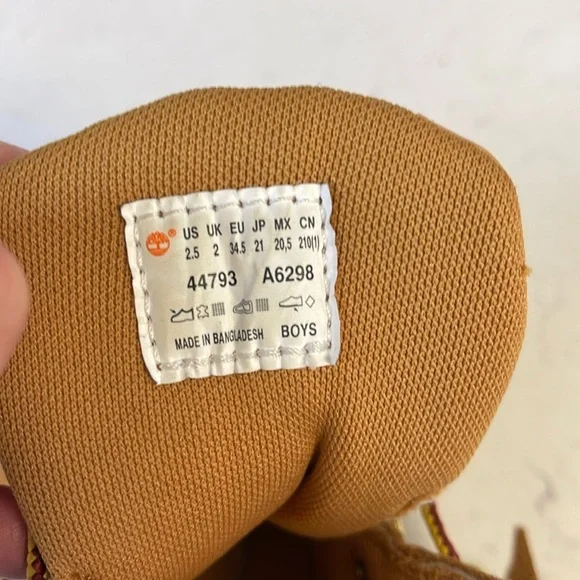 ® US UK EU JP MX CN
2.5 2 34.5 21 20,5 210(1)
44793 A6298
MADE IN BANGLADESH BOYS